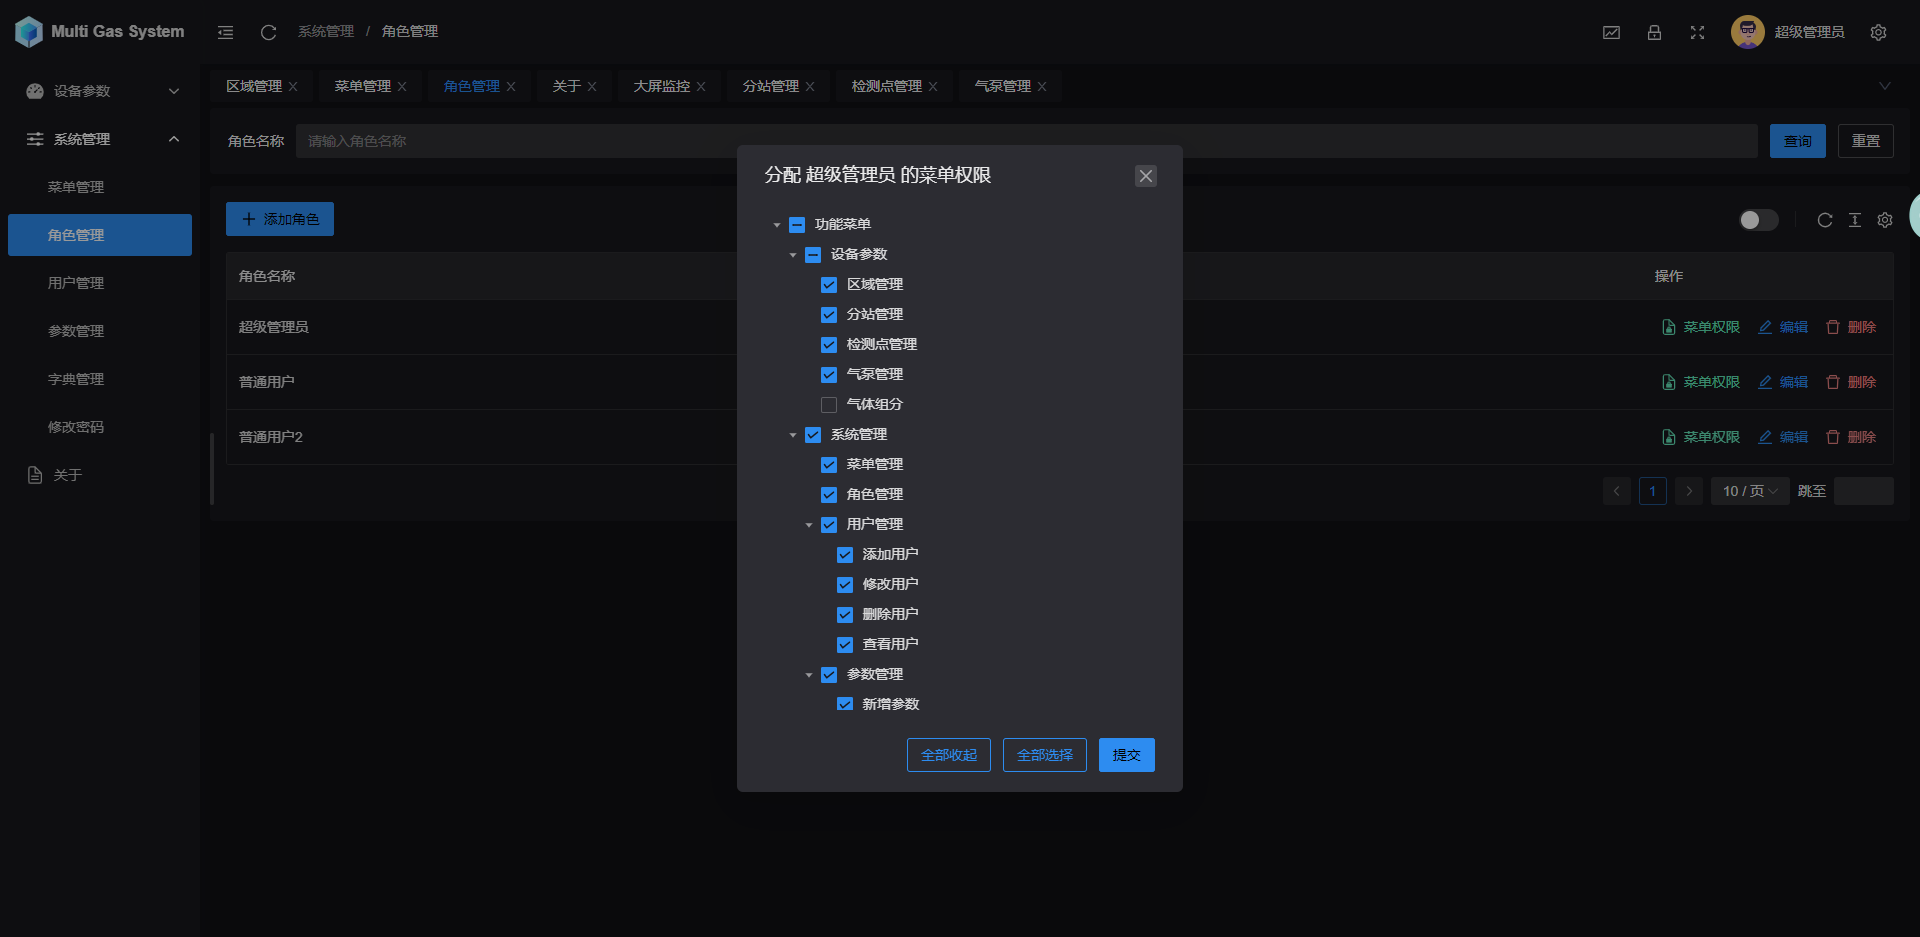 Multi Gas System
系统管理 / 角色管理
超级管理员
设备参数
系统管理
菜单管理
角色管理
用户管理
参数管理
字典管理
修改密码
关于
区域管理 菜单管理 角色管理 关于 大屏监控 分站管理 检测点管理 气泵管理
角色名称 请输入角色名称 查询 重置
添加角色
角色名称 操作
超级管理员 菜单权限 编辑 删除
普通用户 菜单权限 编辑 删除
普通用户2 菜单权限 编辑 删除
1 10 / 页 跳至
分配 超级管理员 的菜单权限
功能菜单
设备参数
区域管理
分站管理
检测点管理
气泵管理
气体组分
系统管理
菜单管理
角色管理
用户管理
添加用户
修改用户
删除用户
查看用户
参数管理
新增参数
全部收起 全部选择 提交